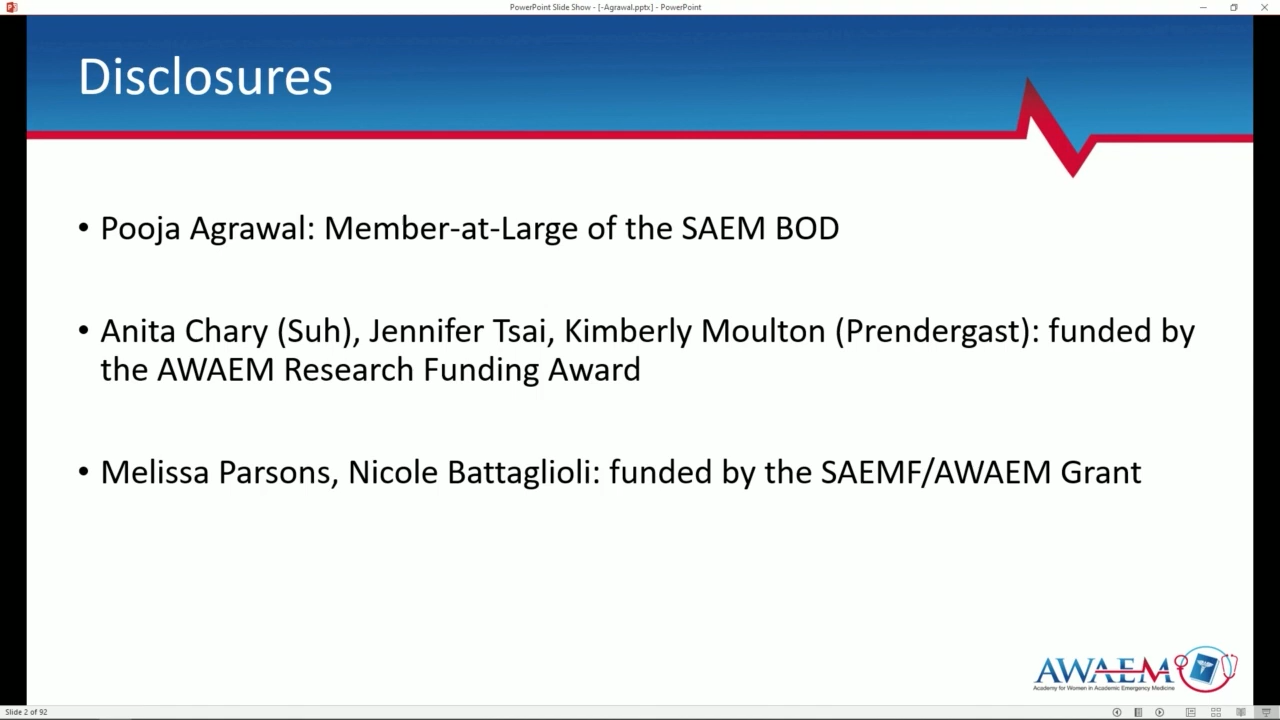 PowerPoint Slide Show - [-Agrawal.pptx] - PowerPoint
Disclosures
• Pooja Agrawal: Member-at-Large of the SAEM BOD
• Anita Chary (Suh), Jennifer Tsai, Kimberly Moulton (Prendergast): funded by
the AWAEM Research Funding Award
• Melissa Parsons, Nicole Battaglioli: funded by the SAEMF/AWAEM Grant
AWAEM
Academy for Women in Academic Emergency Medicine
Slide 2 of 92